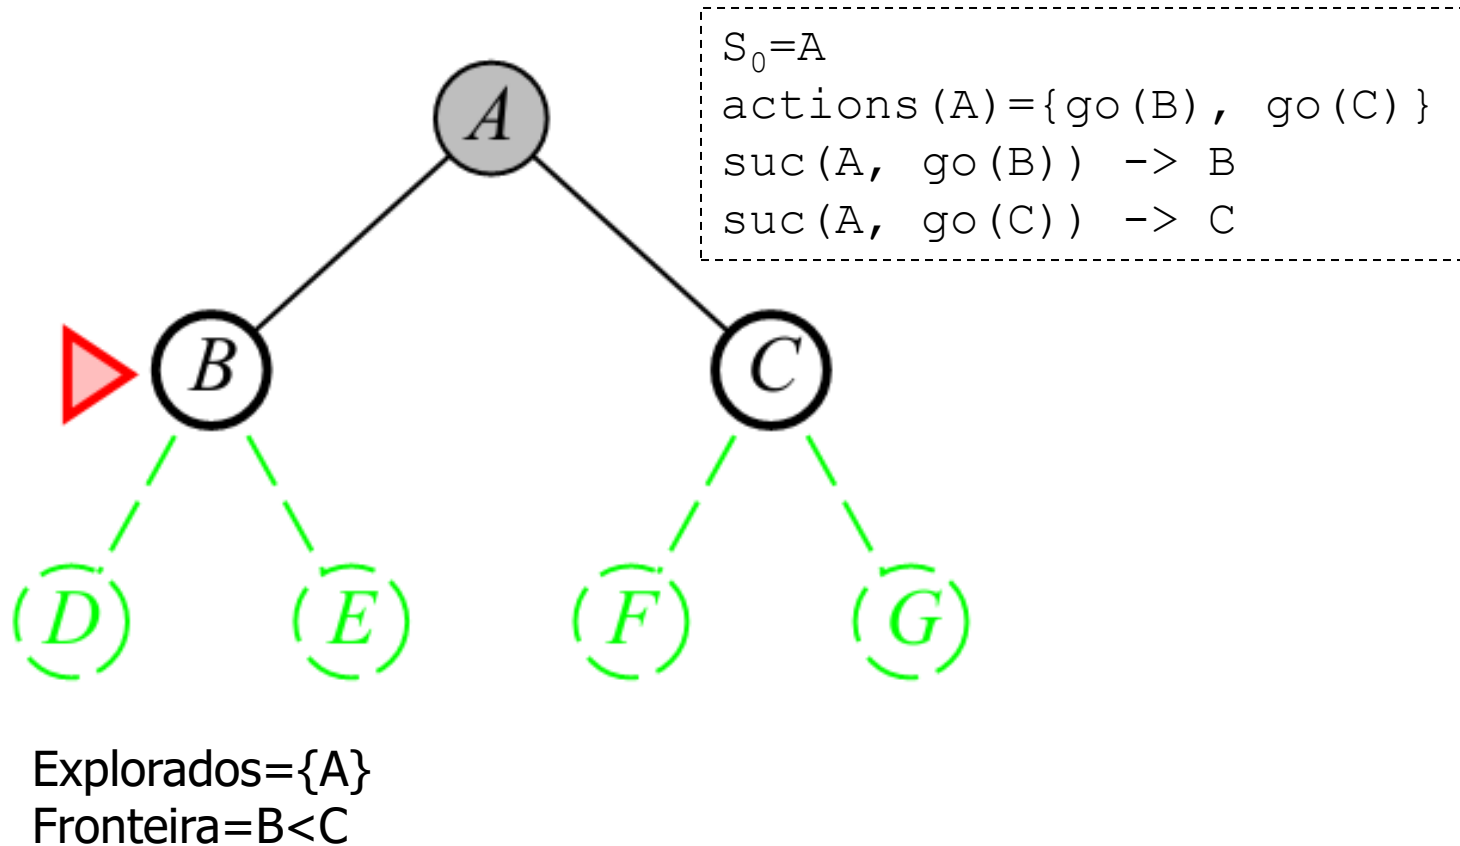 S₀=A
actions(A)={go(B), go(C)}
suc(A, go(B)) -> B
suc(A, go(C)) -> C
A
B
C
D
E
F
G
Explorados={A}
Fronteira=B<C